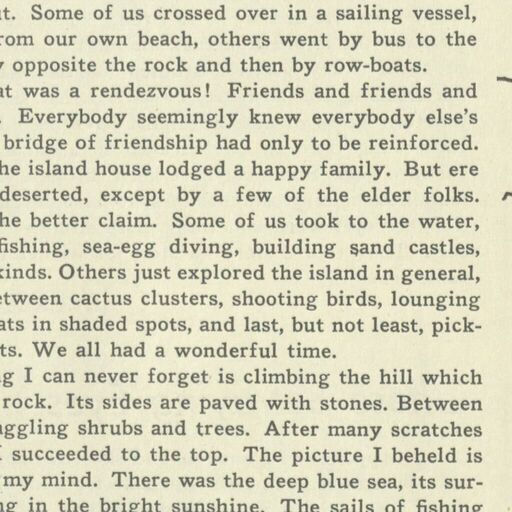 ut. Some of us crossed over in a sailing vessel,
rom our own beach, others went by bus to the
y opposite the rock and then by row-boats.
at was a rendezvous! Friends and friends and
. Everybody seemingly knew everybody else's
bridge of friendship had only to be reinforced.
he island house lodged a happy family. But ere
deserted, except by a few of the elder folks.
he better claim. Some of us took to the water,
fishing, sea-egg diving, building sand castles,
kinds. Others just explored the island in general,
etween cactus clusters, shooting birds, lounging
ats in shaded spots, and last, but not least, pick-
ts. We all had a wonderful time.
ng I can never forget is climbing the hill which
rock. Its sides are paved with stones. Between
aggling shrubs and trees. After many scratches
I succeeded to the top. The picture I beheld is
my mind. There was the deep blue sea, its sur-
ng in the bright sunshine. The sails of fishing